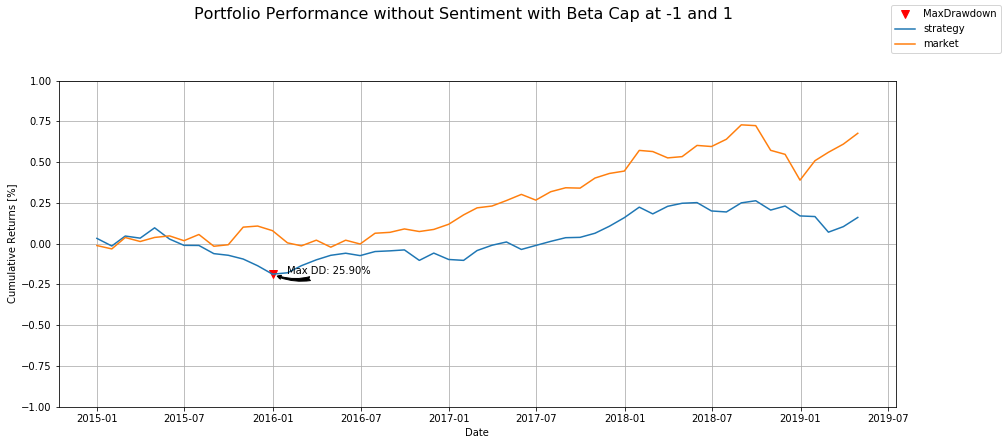 Portfolio Performance without Sentiment with Beta Cap at -1 and 1
MaxDrawdown
strategy
market
1.00
0.75
0.50
0.25
0.00
−0.25
−0.50
−0.75
−1.00
Cumulative Returns [%]
Max DD: 25.90%
2015-01 2015-07 2016-01 2016-07 2017-01 2017-07 2018-01 2018-07 2019-01 2019-07
Date